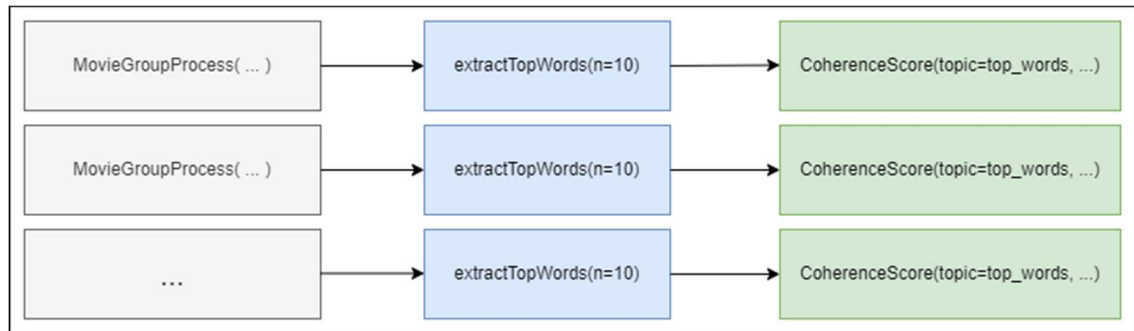 MovieGroupProcess( ... )
extractTopWords(n=10)
CoherenceScore(topic=top_words, ...)
MovieGroupProcess( ... )
extractTopWords(n=10)
CoherenceScore(topic=top_words, ...)
...
extractTopWords(n=10)
CoherenceScore(topic=top_words, ...)